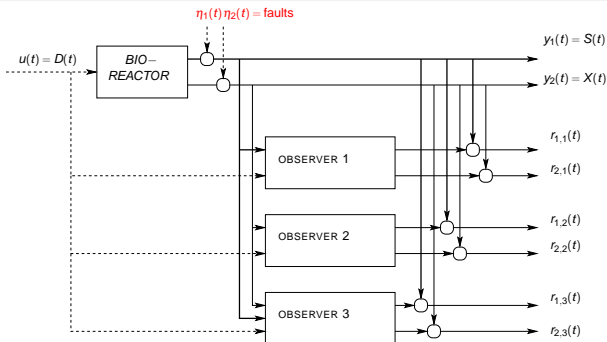 η1(t) η2(t) = faults
u(t) = D(t)
BIO−
REACTOR
y1(t) = S(t)
y2(t) = X(t)
OBSERVER 1
r1,1(t)
r2,1(t)
OBSERVER 2
r1,2(t)
r2,2(t)
OBSERVER 3
r1,3(t)
r2,3(t)